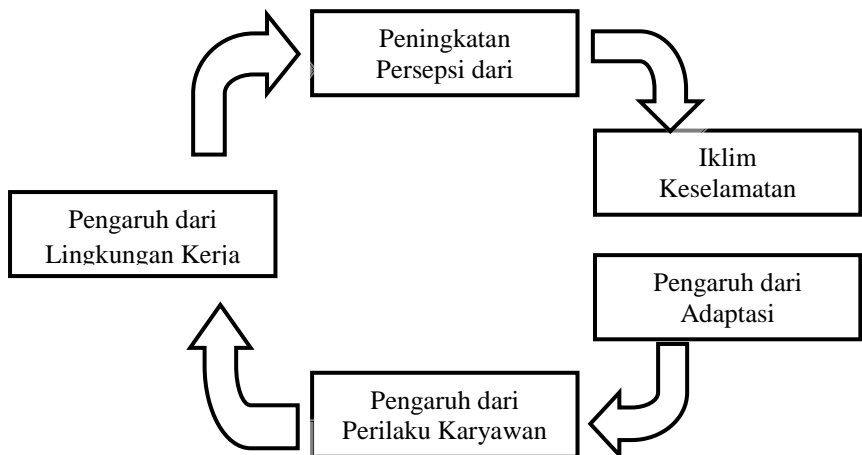 Peningkatan
Persepsi dari
Iklim
Keselamatan
Pengaruh dari
Lingkungan Kerja
Pengaruh dari
Adaptasi
Pengaruh dari
Perilaku Karyawan